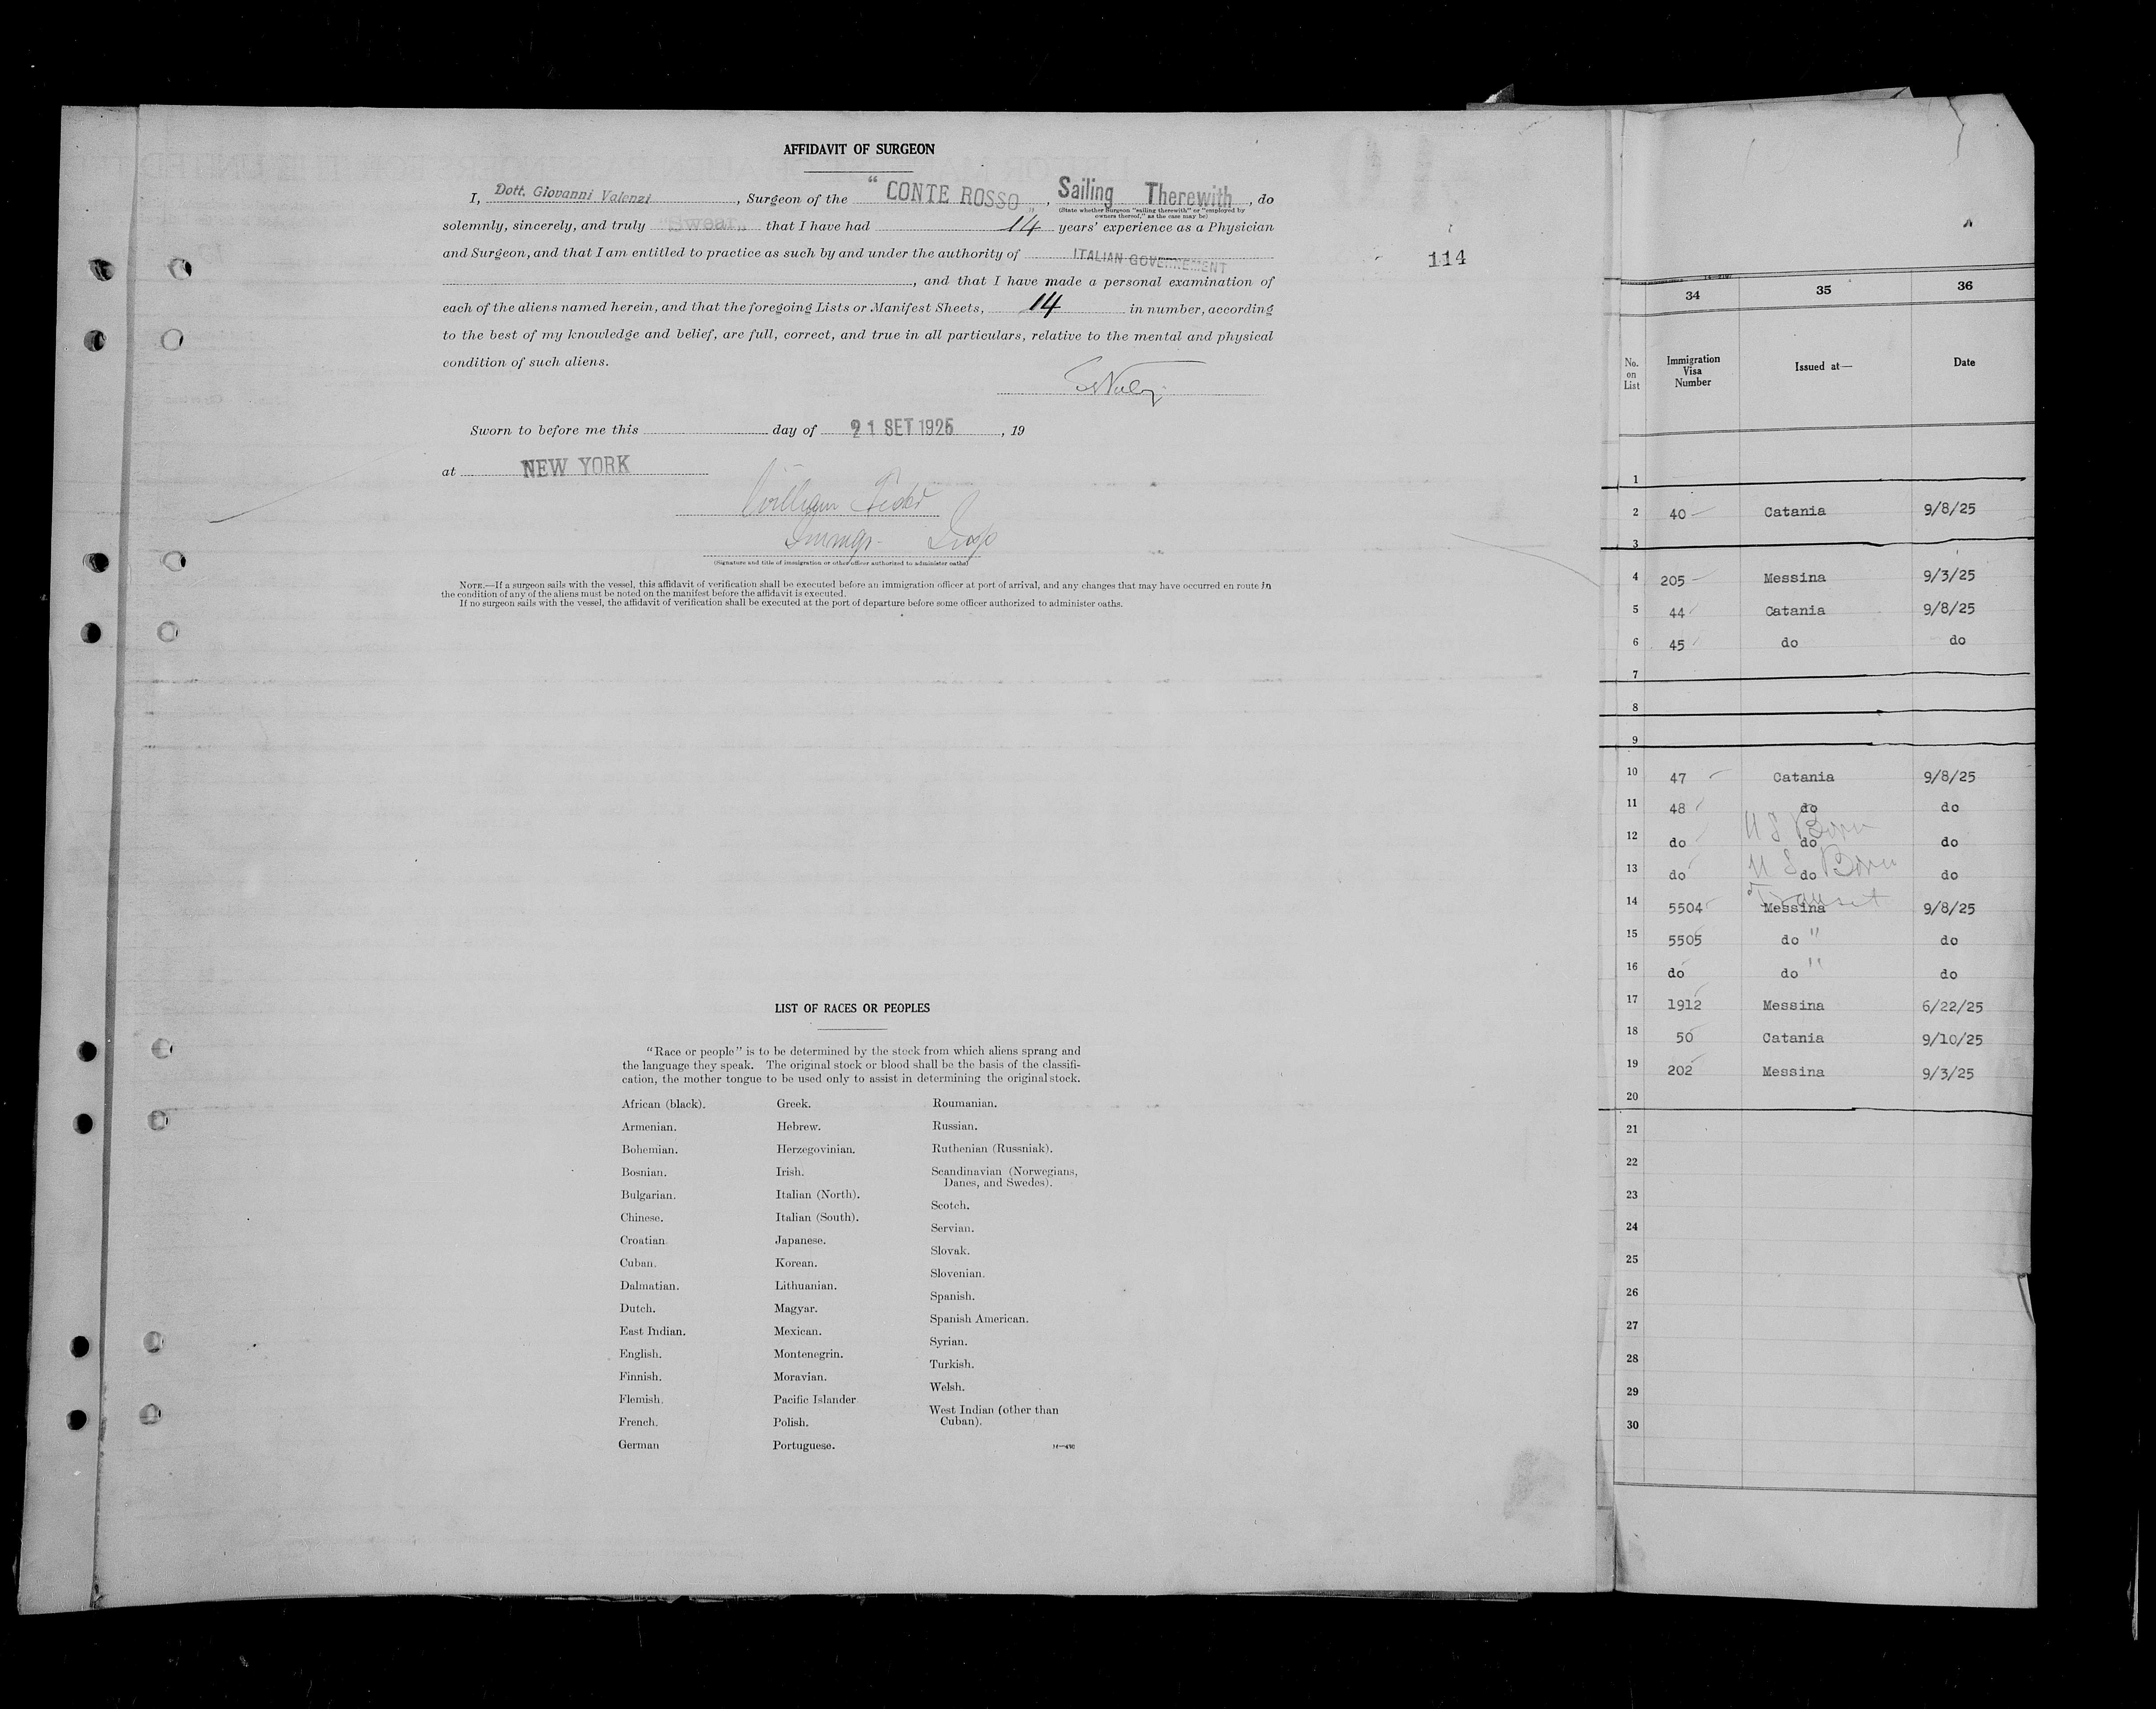 AFFIDAVIT OF SURGEON
I, Dott. Giovanni Valenzi, Surgeon of the "CONTE ROSSO„, Sailing Therewith, do
(State whether Surgeon "sailing therewith" or "employed by
owners thereof," as the case may be)
solemnly, sincerely, and truly "Swear„ that I have had 14 years' experience as a Physician
and Surgeon, and that I am entitled to practice as such by and under the authority of ITALIAN GOVERNEMENT
, and that I have made a personal examination of
each of the aliens named herein, and that the foregoing Lists or Manifest Sheets, 14 in number, according
to the best of my knowledge and belief, are full, correct, and true in all particulars, relative to the mental and physical
condition of such aliens.
Sworn to before me this day of 21 SET 1925, 19
at NEW YORK
William
Immgr. Insp
(Signature and title of immigration or other officer authorized to administer oaths)
NOTE.—If a surgeon sails with the vessel, this affidavit of verification shall be executed before an immigration officer at port of arrival, and any changes that may have occurred en route in
the condition of any of the aliens must be noted on the manifest before the affidavit is executed.
If no surgeon sails with the vessel, the affidavit of verification shall be executed at the port of departure before some officer authorized to administer oaths.
114
LIST OF RACES OR PEOPLES
"Race or people" is to be determined by the stock from which aliens sprang and
the language they speak. The original stock or blood shall be the basis of the classifi-
cation, the mother tongue to be used only to assist in determining the original stock.
African (black).
Armenian.
Bohemian.
Bosnian.
Bulgarian.
Chinese.
Croatian.
Cuban.
Dalmatian.
Dutch.
East Indian.
English.
Finnish.
Flemish.
French.
German
Greek.
Hebrew.
Herzegovinian.
Irish.
Italian (North).
Italian (South).
Japanese.
Korean.
Lithuanian.
Magyar.
Mexican.
Montenegrin.
Moravian.
Pacific Islander
Polish.
Portuguese.
Roumanian.
Russian.
Ruthenian (Russniak).
Scandinavian (Norwegians,
Danes, and Swedes).
Scotch.
Servian.
Slovak.
Slovenian.
Spanish.
Spanish American.
Syrian.
Turkish.
Welsh.
West Indian (other than
Cuban).
34 35 36
No. on List Immigration Visa Number Issued at— Date
1
2 40 Catania 9/8/25
3
4 205 Messina 9/3/25
5 44 Catania 9/8/25
6 45 do do
7
8
9
10 47 Catania 9/8/25
11 48 do do
U S Born
12 do do do
U S Born
13 do do do
Transit
14 5504 Messina 9/8/25
15 5505 do " do
16 do do " do
17 1912 Messina 6/22/25
18 50 Catania 9/10/25
19 202 Messina 9/3/25
20
21
22
23
24
25
26
27
28
29
30